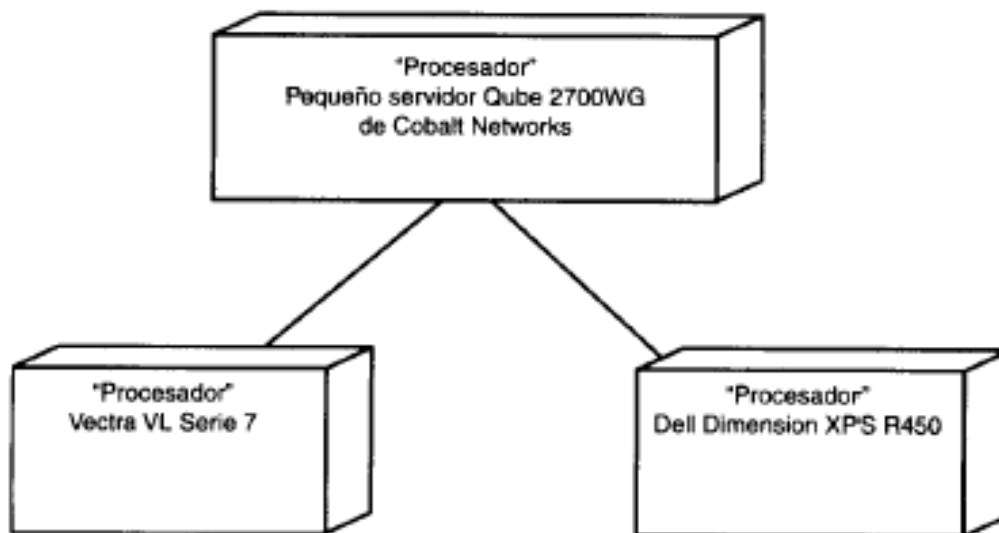 "Procesador"
Pequeño servidor Qube 2700WG
de Cobalt Networks
"Procesador"
Vectra VL Serie 7
"Procesador"
Dell Dimension XPS R450